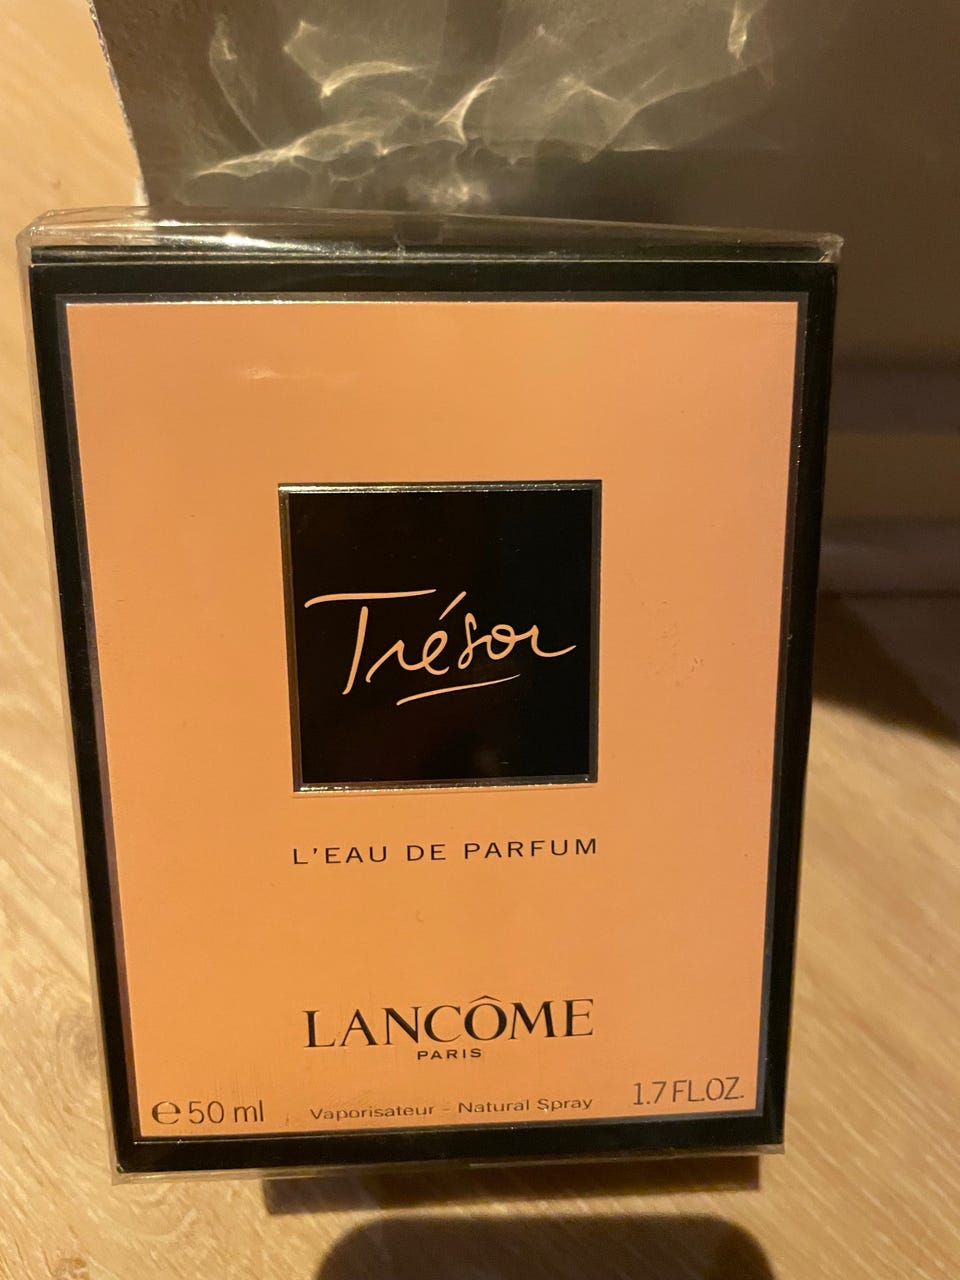 Trésor
L'EAU DE PARFUM
LANCÔME
PARIS
℮ 50 ml Vaporisateur - Natural Spray 1.7 FL.OZ.